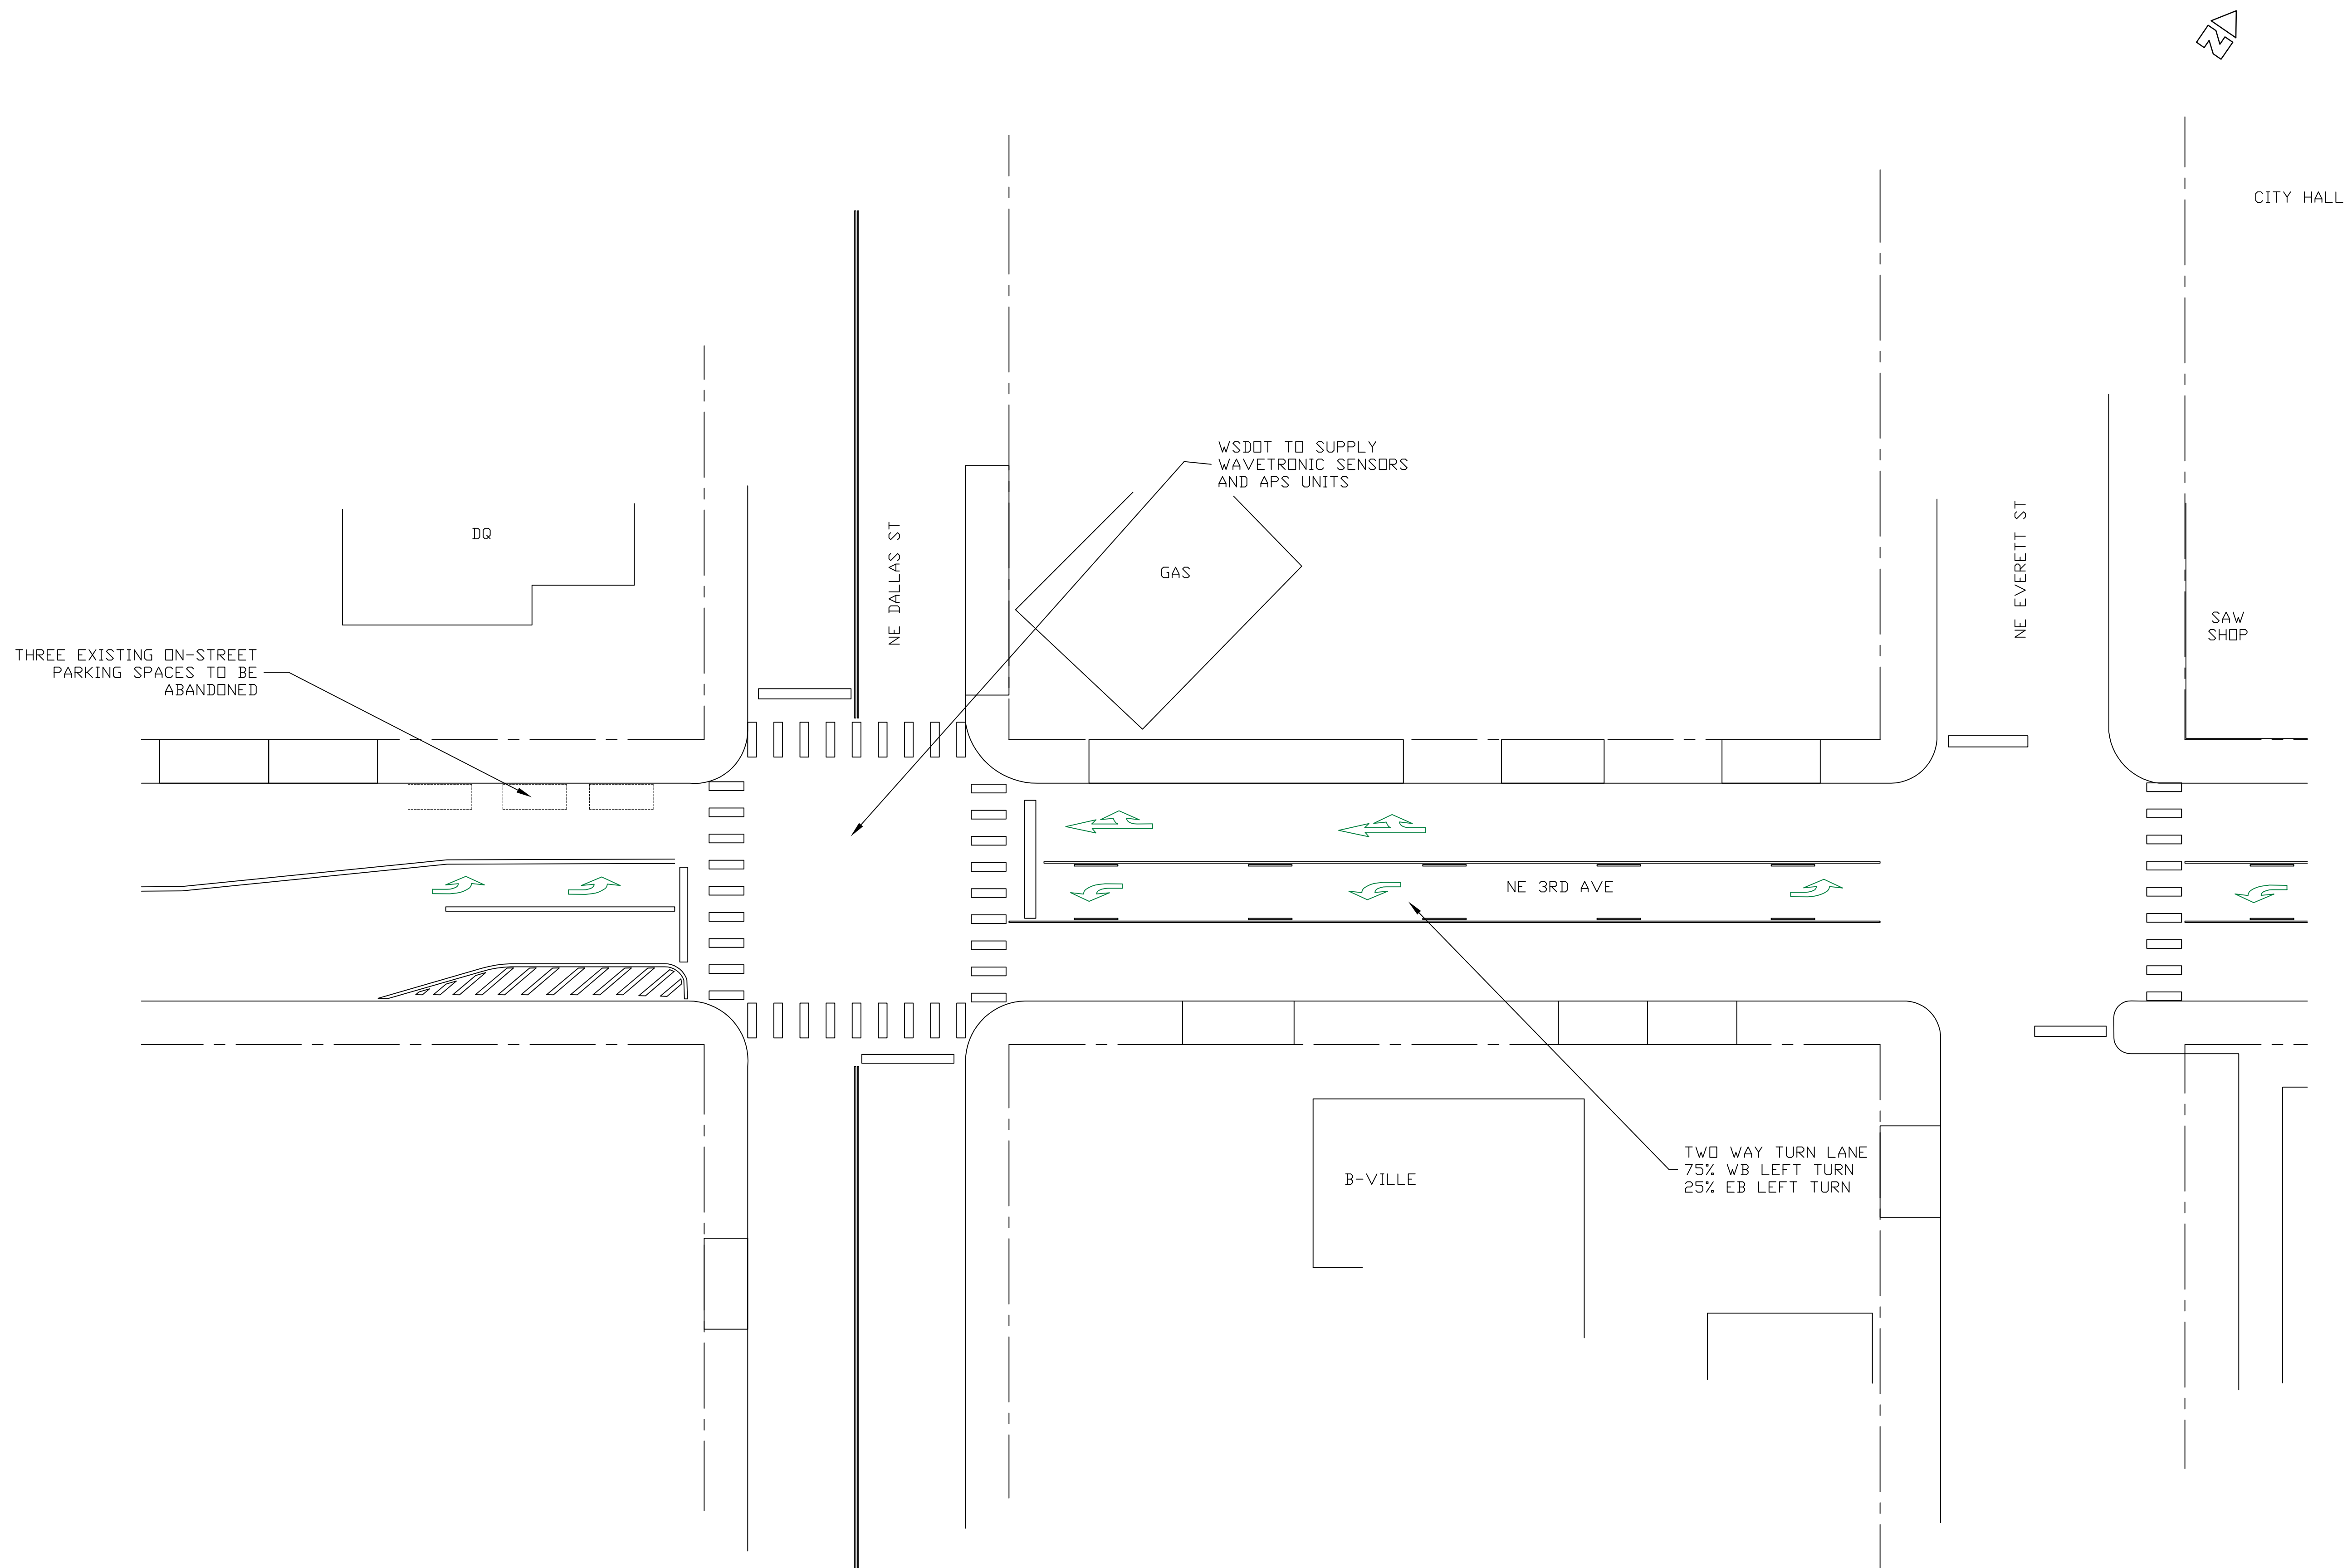 N
CITY HALL
WSDOT TO SUPPLY
WAVETRONIC SENSORS
AND APS UNITS
DQ
NE DALLAS ST
GAS
NE EVERETT ST
SAW
SHOP
THREE EXISTING ON-STREET
PARKING SPACES TO BE
ABANDONED
NE 3RD AVE
TWO WAY TURN LANE
75% WB LEFT TURN
25% EB LEFT TURN
B-VILLE